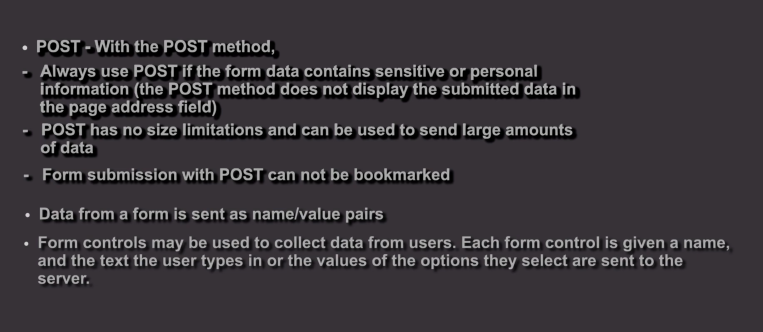 • POST - With the POST method,
- Always use POST if the form data contains sensitive or personal
information (the POST method does not display the submitted data in
the page address field)
- POST has no size limitations and can be used to send large amounts
of data
- Form submission with POST can not be bookmarked
• Data from a form is sent as name/value pairs
• Form controls may be used to collect data from users. Each form control is given a name,
and the text the user types in or the values of the options they select are sent to the
server.